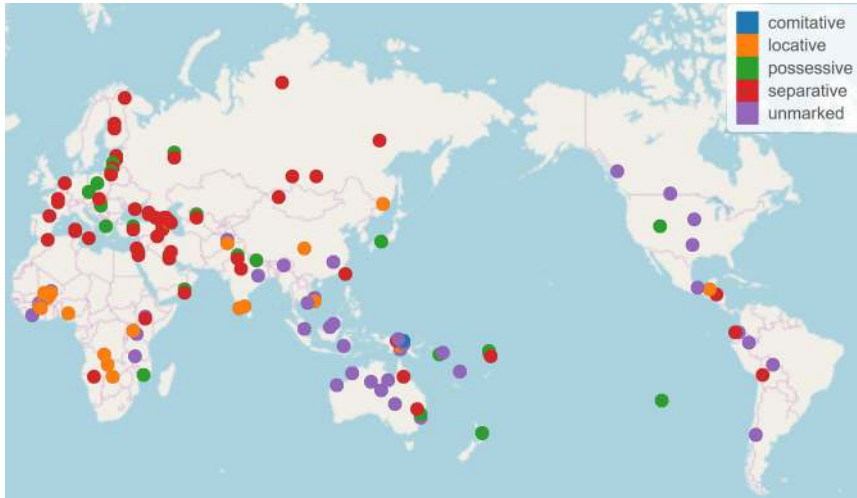 comitative
locative
possessive
separative
unmarked